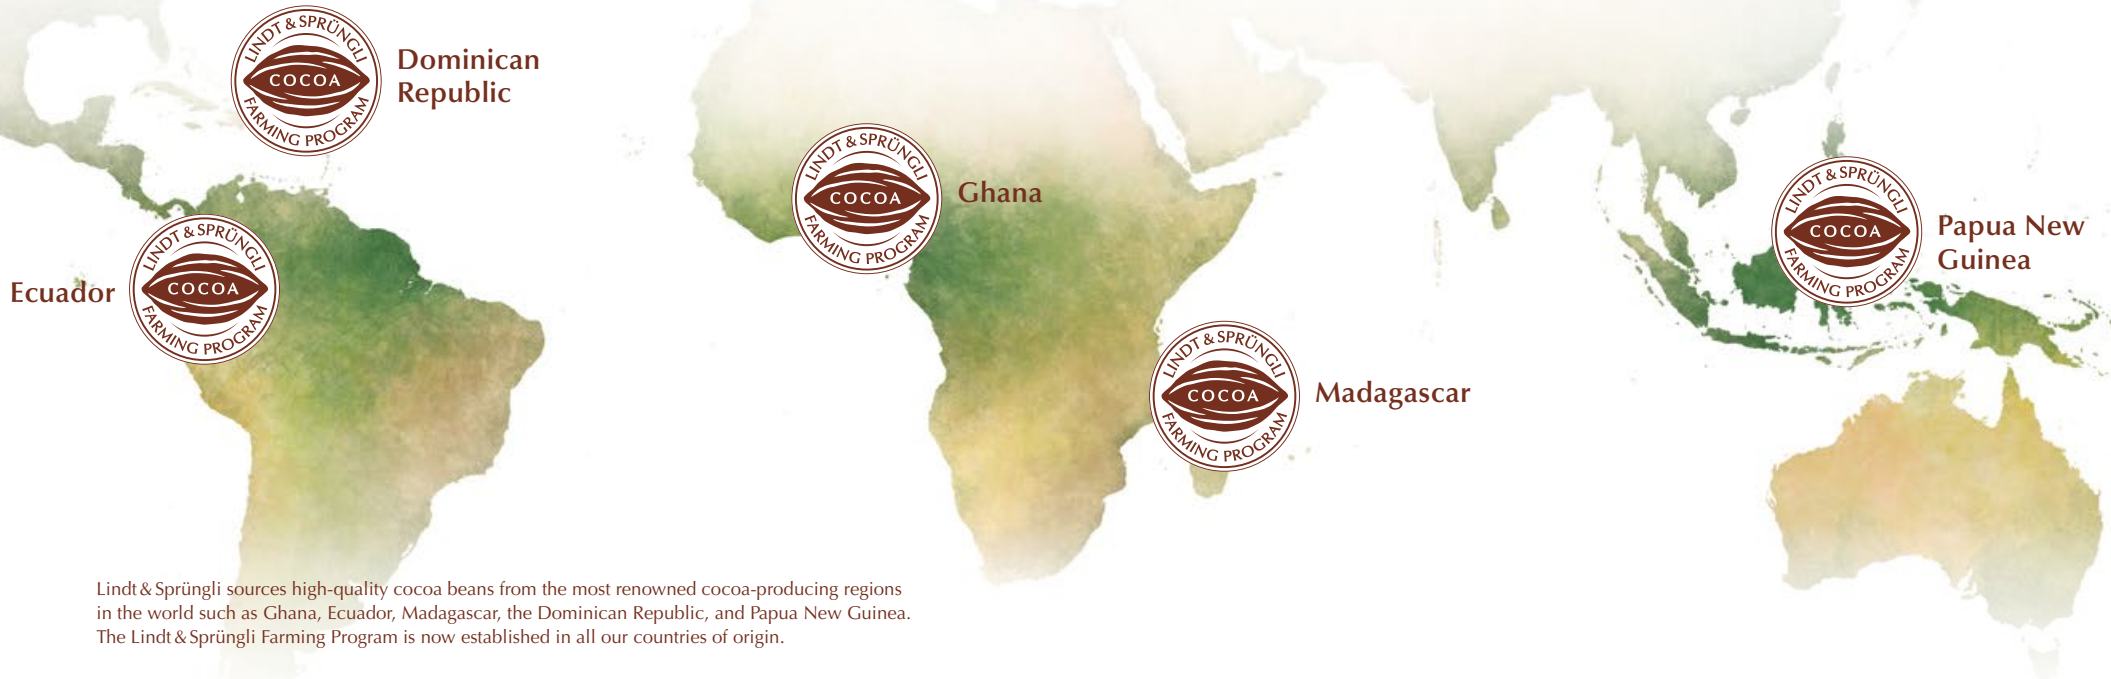 LINDT & SPRÜNGLI
COCOA
FARMING PROGRAM
Dominican
Republic
LINDT & SPRÜNGLI
COCOA
FARMING PROGRAM
Ghana
LINDT & SPRÜNGLI
COCOA
FARMING PROGRAM
Papua New
Guinea
Ecuador
LINDT & SPRÜNGLI
COCOA
FARMING PROGRAM
LINDT & SPRÜNGLI
COCOA
FARMING PROGRAM
Madagascar
Lindt & Sprüngli sources high-quality cocoa beans from the most renowned cocoa-producing regions
in the world such as Ghana, Ecuador, Madagascar, the Dominican Republic, and Papua New Guinea.
The Lindt & Sprüngli Farming Program is now established in all our countries of origin.